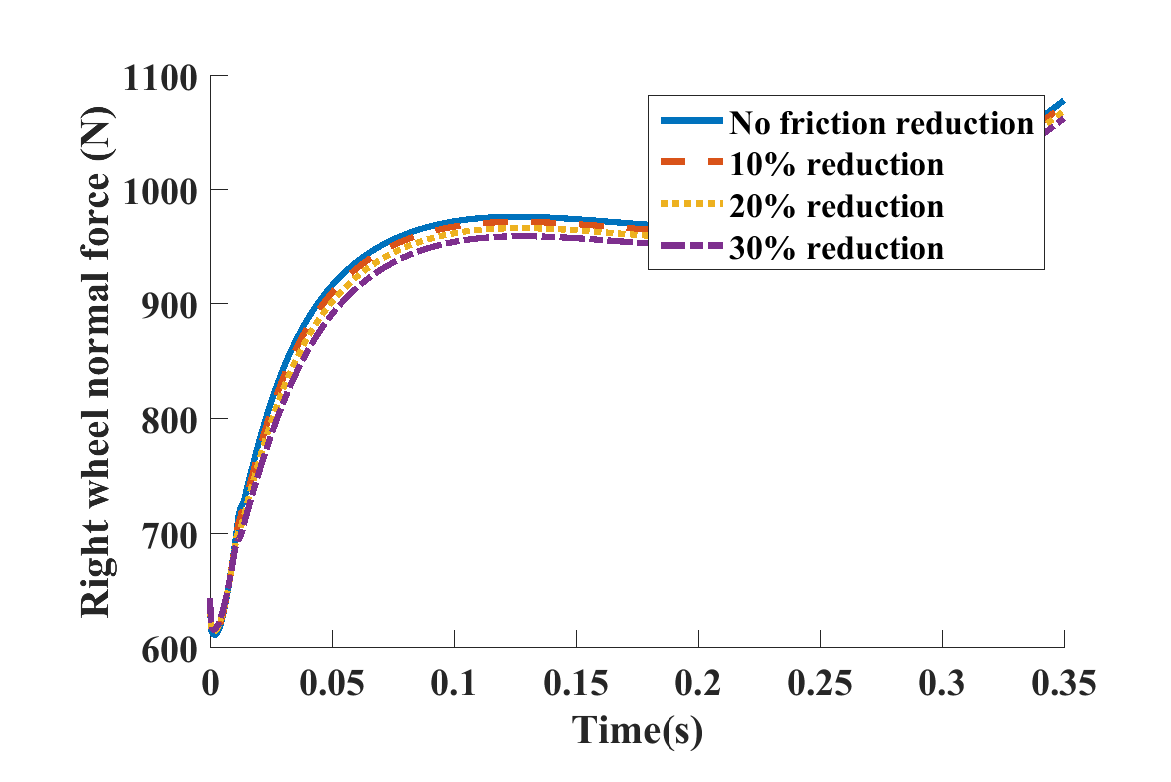 Right wheel normal force (N)
1100
1000
900
800
700
600
No friction reduction
10% reduction
20% reduction
30% reduction
0 0.05 0.1 0.15 0.2 0.25 0.3 0.35
Time(s)